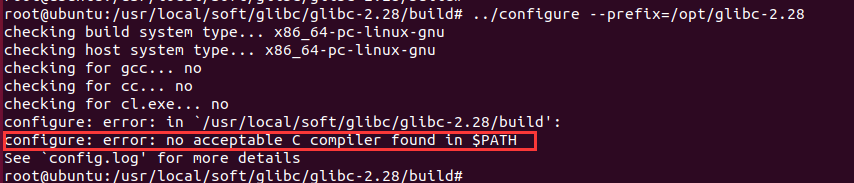 root@ubuntu:/usr/local/soft/glibc/glibc-2.28/build# ../configure --prefix=/opt/glibc-2.28
checking build system type... x86_64-pc-linux-gnu
checking host system type... x86_64-pc-linux-gnu
checking for gcc... no
checking for cc... no
checking for cl.exe... no
configure: error: in `/usr/local/soft/glibc/glibc-2.28/build':
configure: error: no acceptable C compiler found in $PATH
See `config.log' for more details
root@ubuntu:/usr/local/soft/glibc/glibc-2.28/build#